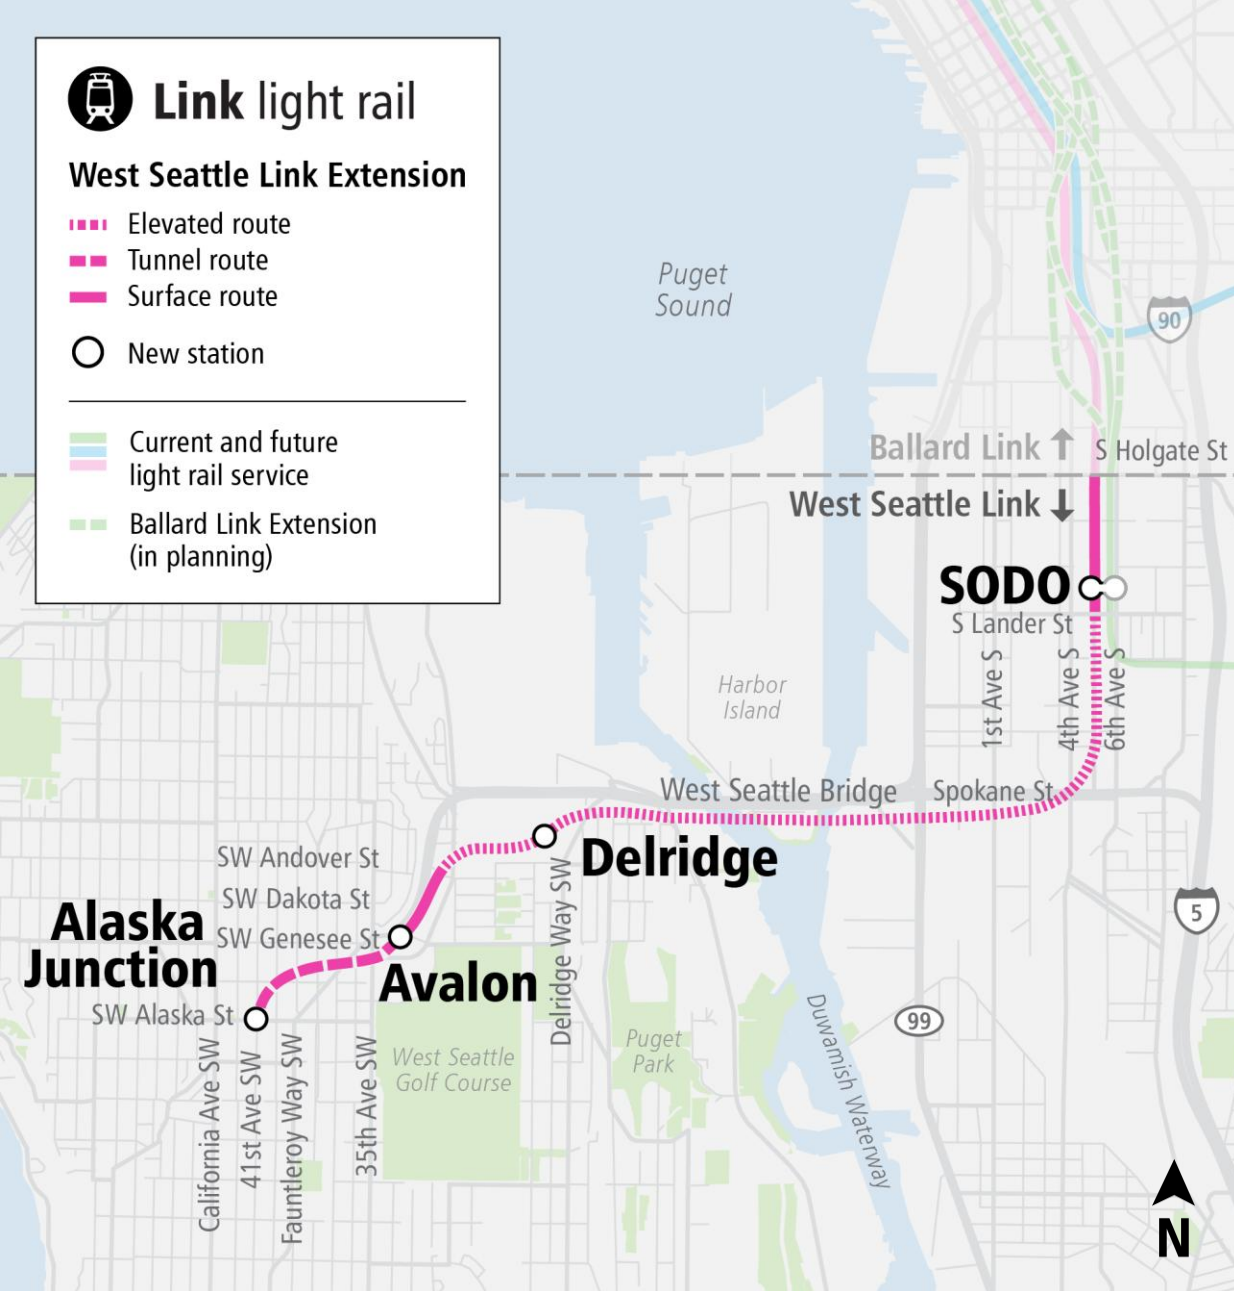 Link light rail
West Seattle Link Extension
Elevated route
Tunnel route
Surface route
New station
Current and future
light rail service
Ballard Link Extension
(in planning)
Puget
Sound
90
Ballard Link ↑
S Holgate St
West Seattle Link ↓
SODO
S Lander St
1st Ave S
4th Ave S
6th Ave S
Harbor
Island
West Seattle Bridge
Spokane St
Delridge
SW Andover St
SW Dakota St
SW Genesee St
Alaska
Junction
Avalon
SW Alaska St
Delridge Way SW
5
99
California Ave SW
41st Ave SW
Fauntleroy Way SW
35th Ave SW
West Seattle
Golf Course
Puget
Park
Duwamish Waterway
N